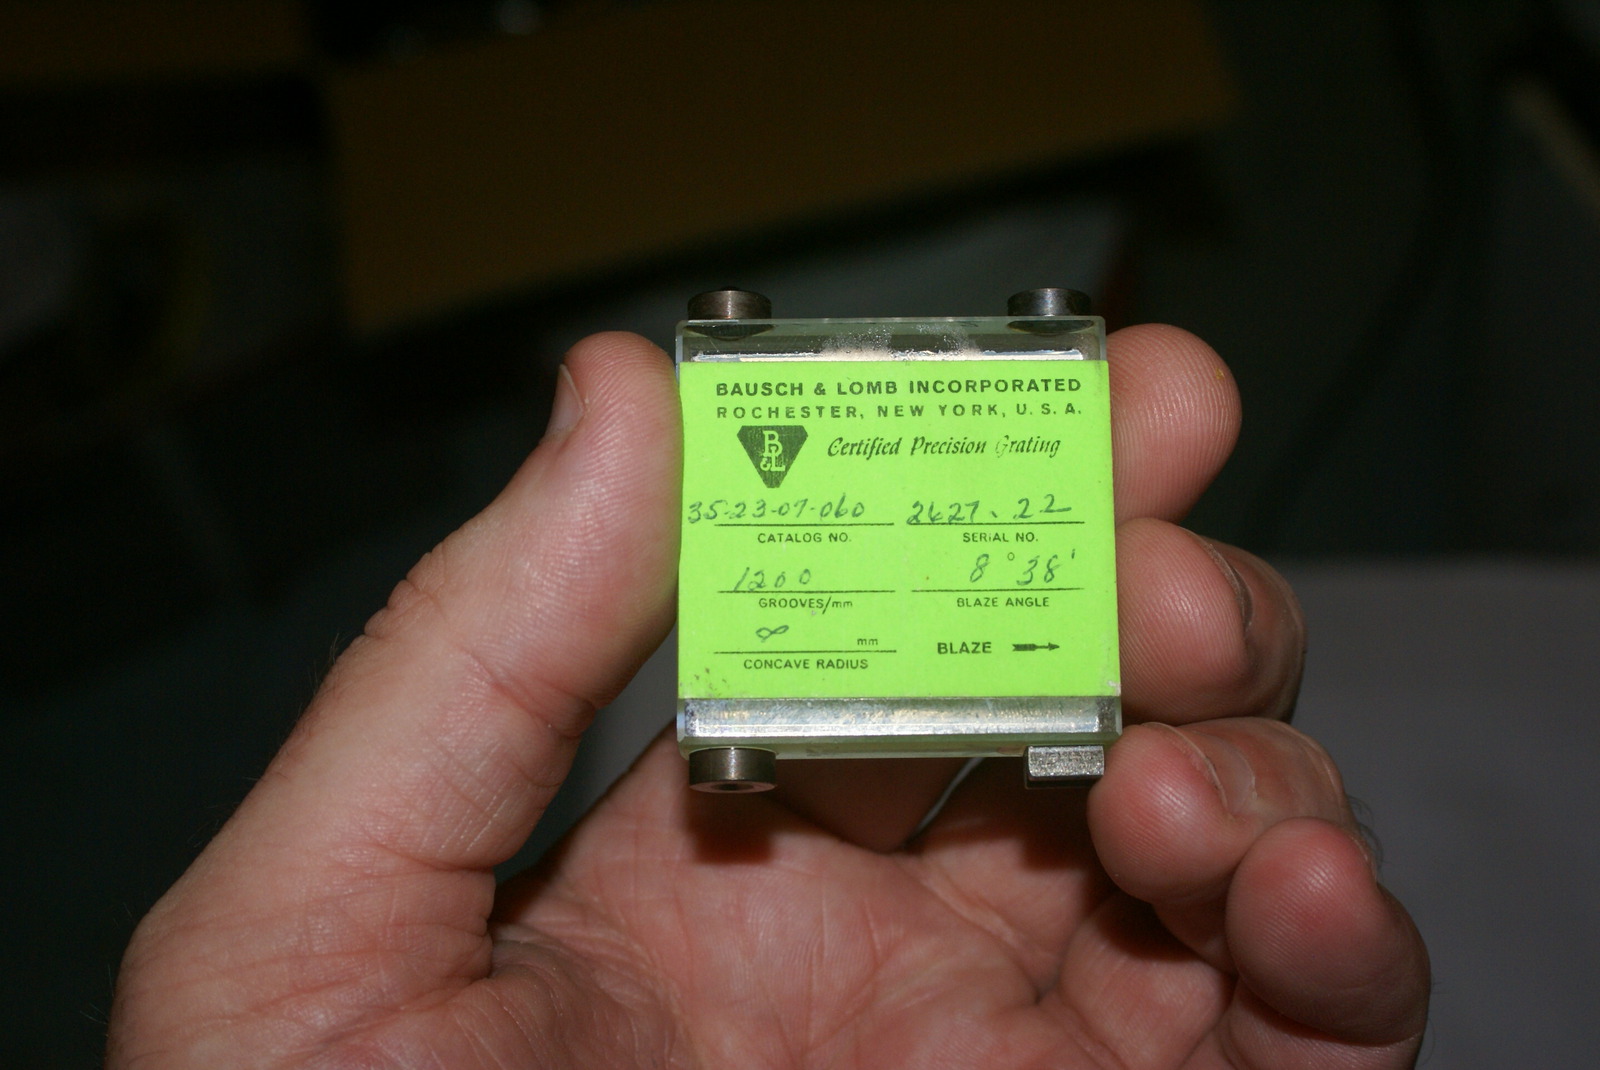 BAUSCH & LOMB INCORPORATED
ROCHESTER, NEW YORK, U. S. A.
B&L
Certified Precision Grating
35-23-07-060 2627.22
CATALOG NO. SERIAL NO.
1200 8°38'
GROOVES/mm BLAZE ANGLE
∞ mm
CONCAVE RADIUS
BLAZE